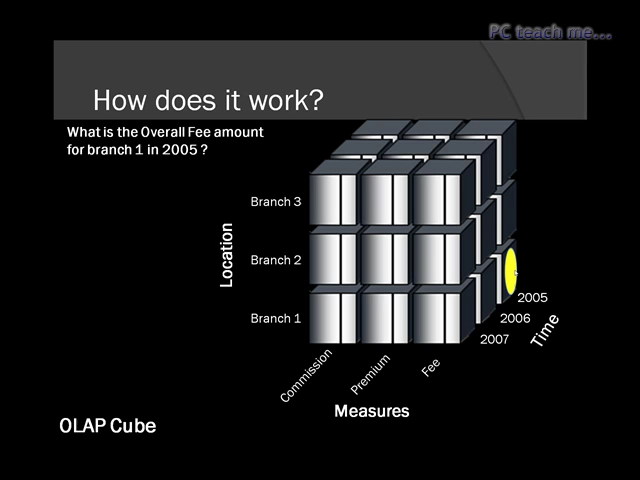 PC teach me...
How does it work?
What is the Overall Fee amount
for branch 1 in 2005 ?
Branch 3
Branch 2
Branch 1
Location
2005
2006
2007
Time
Commission
Premium
Fee
Measures
OLAP Cube